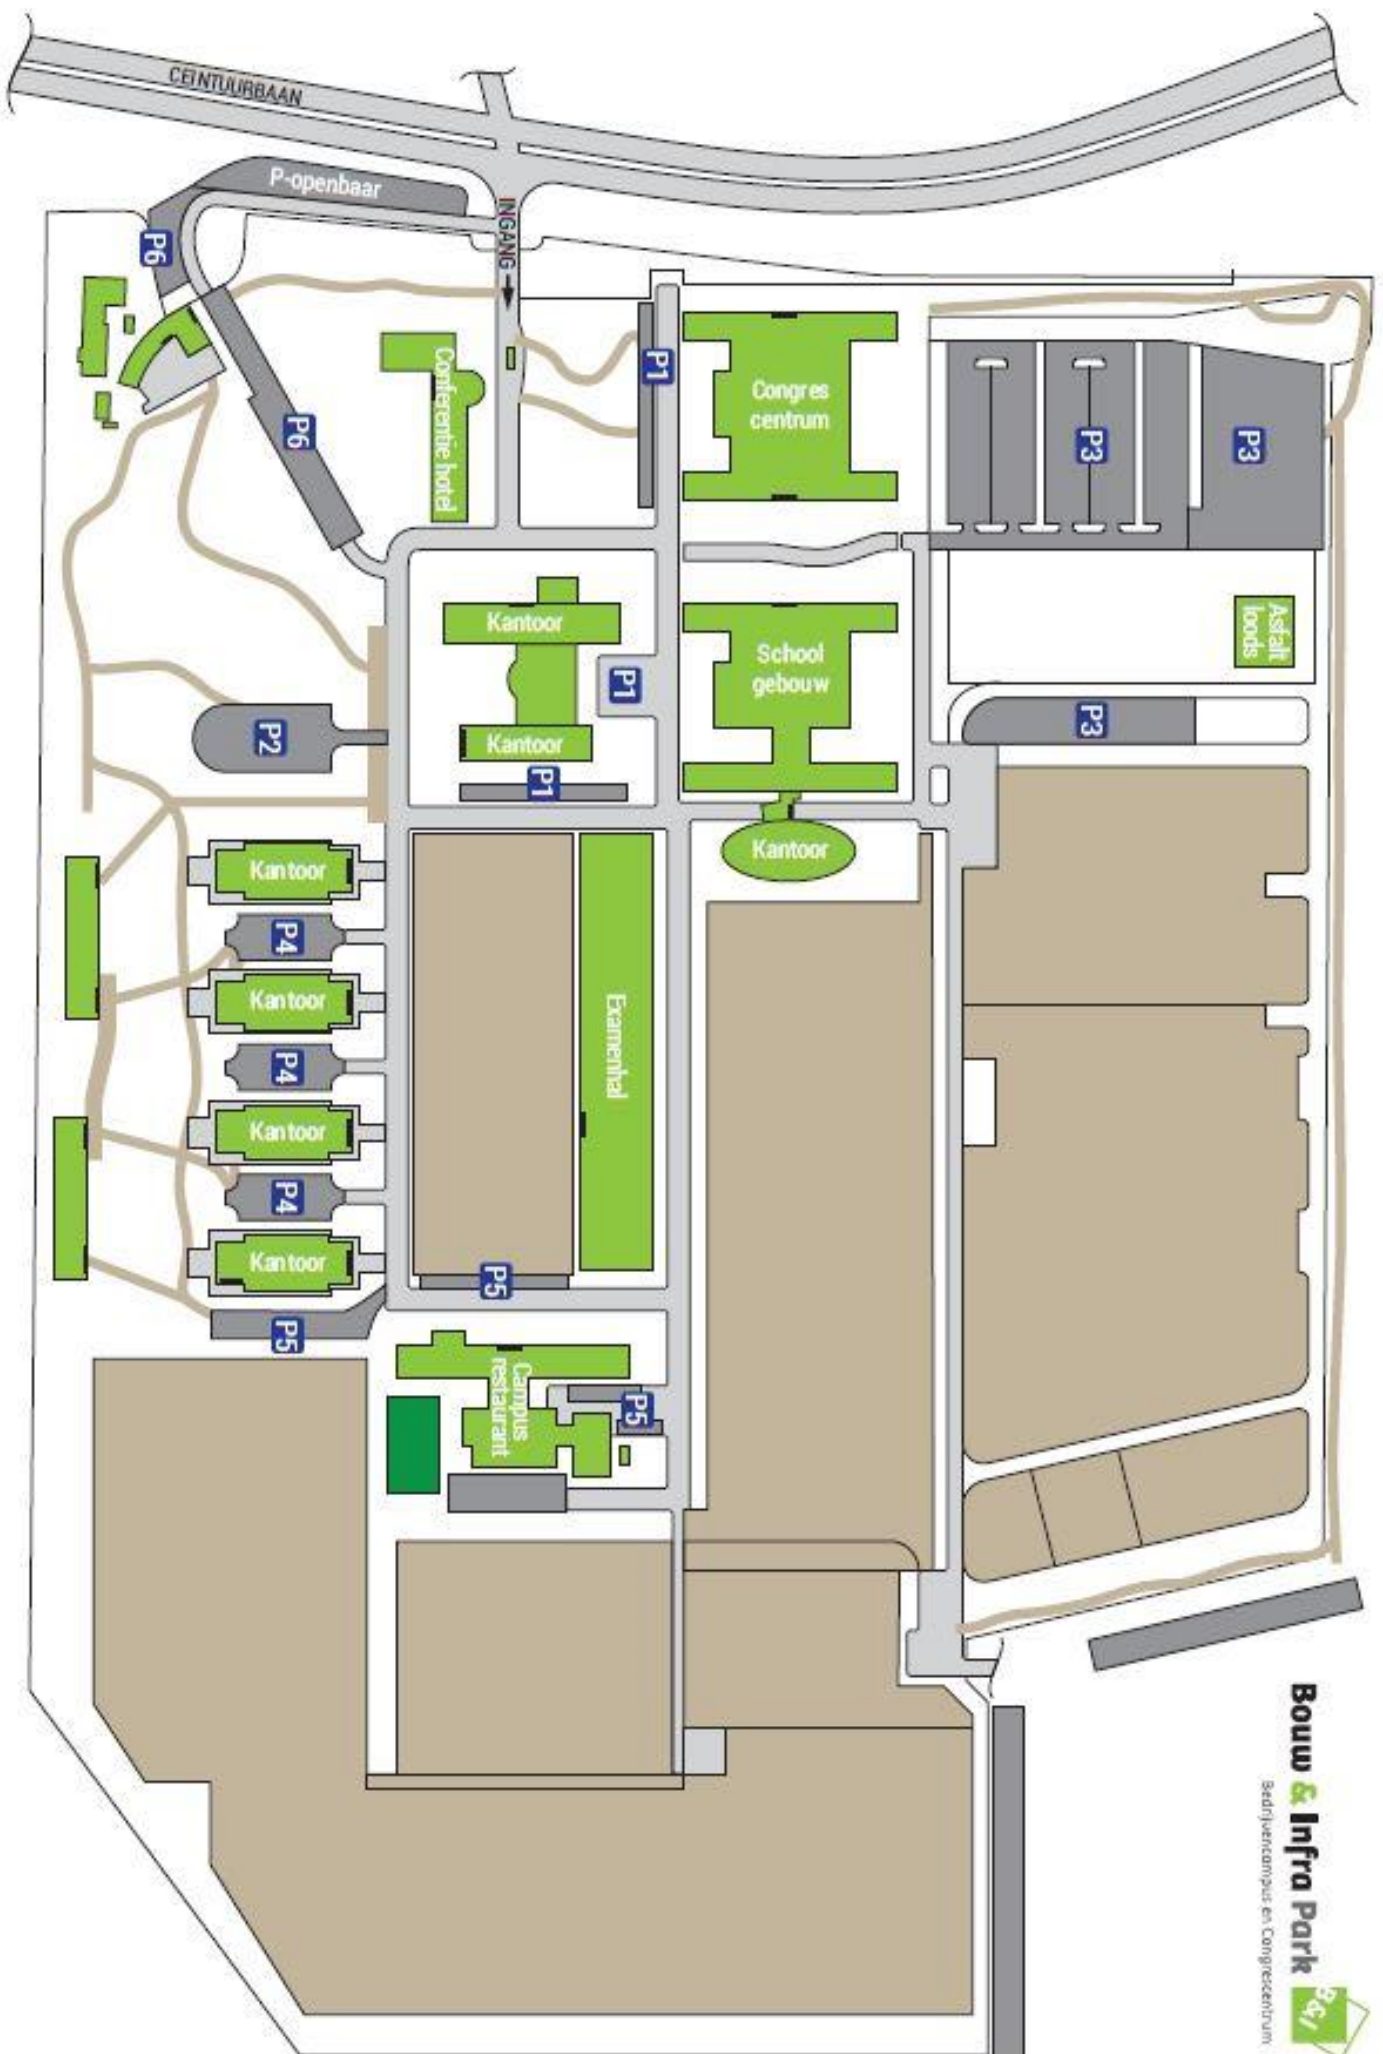 CEINTUURBAAN
P-openbaar
INGANG
P6
P1
Congres
centrum
P3
P3
P6
Conferentie hotel
Kantoor
School
gebouw
Asfalt
loods
P1
P3
P2
Kantoor
P1
Kantoor
Kantoor
P4
Kantoor
Examenhal
P4
Kantoor
P4
Kantoor
P5
P5
Campus
restaurant
P5
Bouw & Infra Park
Bedrijvencampus en Congrescentrum
B&I